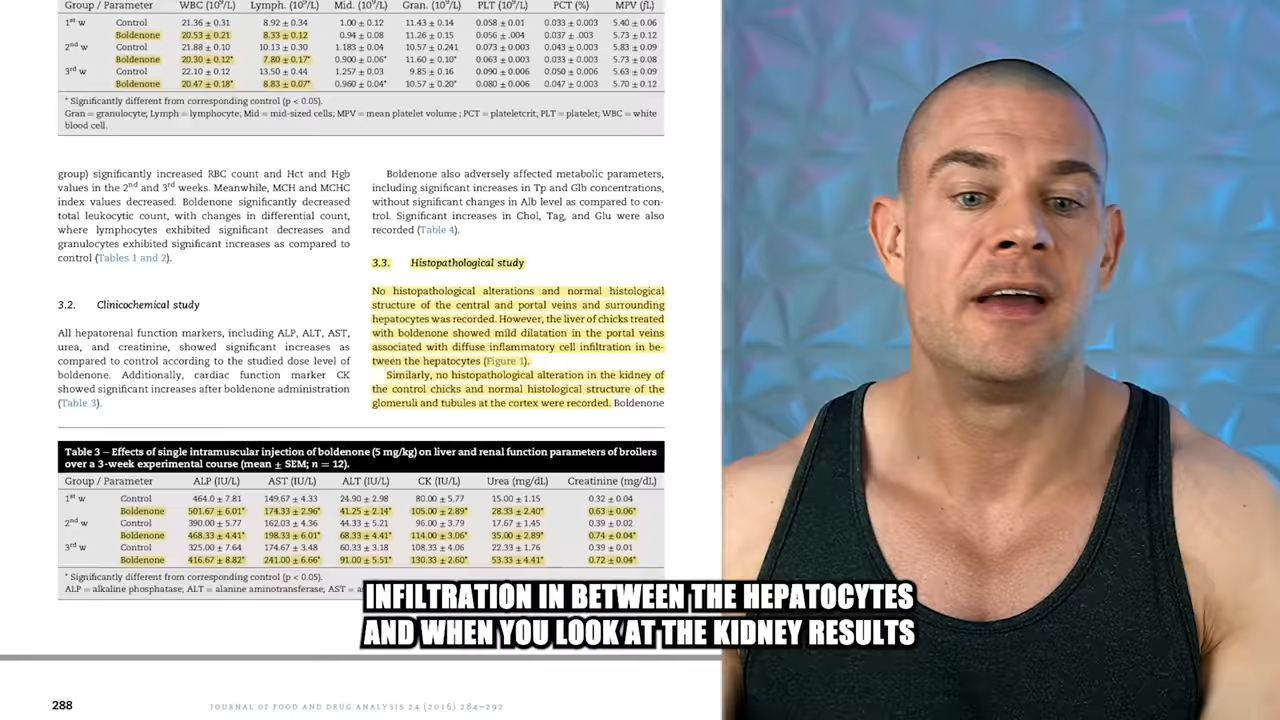 Group / Parameter WBC (10⁹/L) Lymph. (10⁹/L) Mid. (10⁹/L) Gran. (10⁹/L) PLT (10⁹/L) PCT (%) MPV (fL)
1st w Control 21.36 ± 0.31 8.92 ± 0.34 1.00 ± 0.12 11.43 ± 0.14 0.058 ± 0.01 0.033 ± 0.003 5.40 ± 0.06
Boldenone 20.53 ± 0.21 8.33 ± 0.12 0.94 ± 0.08 11.26 ± 0.15 0.056 ± .004 0.037 ± .003 5.73 ± 0.12
2nd w Control 21.88 ± 0.10 10.13 ± 0.30 1.183 ± 0.04 10.57 ± 0.241 0.073 ± 0.003 0.043 ± 0.003 5.83 ± 0.09
Boldenone 20.30 ± 0.12* 7.80 ± 0.17* 0.900 ± 0.06* 11.60 ± 0.10* 0.063 ± 0.003 0.033 ± 0.003 5.73 ± 0.08
3rd w Control 22.10 ± 0.12 13.50 ± 0.44 1.257 ± 0.03 9.85 ± 0.16 0.090 ± 0.006 0.050 ± 0.006 5.63 ± 0.09
Boldenone 20.47 ± 0.18* 8.83 ± 0.07* 0.960 ± 0.04* 10.57 ± 0.20* 0.080 ± 0.006 0.047 ± 0.003 5.70 ± 0.12
* Significantly different from corresponding control (p < 0.05).
Gran = granulocyte; Lymph = lymphocyte; Mid = mid-sized cells; MPV = mean platelet volume ; PCT = plateletcrit; PLT = platelet; WBC = white
blood cell.
group) significantly increased RBC count and Hct and Hgb
values in the 2nd and 3rd weeks. Meanwhile, MCH and MCHC
index values decreased. Boldenone significantly decreased
total leukocytic count, with changes in differential count,
where lymphocytes exhibited significant decreases and
granulocytes exhibited significant increases as compared to
control (Tables 1 and 2).
3.2. Clinicochemical study
All hepatorenal function markers, including ALP, ALT, AST,
urea, and creatinine, showed significant increases as
compared to control according to the studied dose level of
boldenone. Additionally, cardiac function marker CK
showed significant increases after boldenone administration
(Table 3).
Boldenone also adversely affected metabolic parameters,
including significant increases in Tp and Glb concentrations,
without significant changes in Alb level as compared to con-
trol. Significant increases in Chol, Tag, and Glu were also
recorded (Table 4).
3.3. Histopathological study
No histopathological alterations and normal histological
structure of the central and portal veins and surrounding
hepatocytes was recorded. However, the liver of chicks treated
with boldenone showed mild dilatation in the portal veins
associated with diffuse inflammatory cell infiltration in be-
tween the hepatocytes (Figure 1).
Similarly, no histopathological alteration in the kidney of
the control chicks and normal histological structure of the
glomeruli and tubules at the cortex were recorded. Boldenone
Table 3 – Effects of single intramuscular injection of boldenone (5 mg/kg) on liver and renal function parameters of broilers
over a 3-week experimental course (mean ± SEM; n = 12).
Group / Parameter ALP (IU/L) AST (IU/L) ALT (IU/L) CK (IU/L) Urea (mg/dL) Creatinine (mg/dL)
1st w Control 464.0 ± 7.81 149.67 ± 4.33 24.90 ± 2.98 80.00 ± 5.77 15.00 ± 1.15 0.32 ± 0.04
Boldenone 501.67 ± 6.01* 174.33 ± 2.96* 41.25 ± 2.14* 105.00 ± 2.89* 28.33 ± 2.40* 0.63 ± 0.06*
2nd w Control 390.00 ± 5.77 162.03 ± 4.36 44.33 ± 5.21 96.00 ± 3.79 17.67 ± 1.45 0.39 ± 0.02
Boldenone 468.33 ± 4.41* 198.33 ± 6.01* 68.33 ± 4.41* 114.00 ± 3.06* 35.00 ± 2.89* 0.74 ± 0.04*
3rd w Control 325.00 ± 7.64 174.67 ± 3.48 60.33 ± 3.18 108.33 ± 4.06 22.33 ± 1.76 0.39 ± 0.01
Boldenone 416.67 ± 8.82* 241.00 ± 6.66* 91.00 ± 5.51* 130.33 ± 2.60* 53.33 ± 4.41* 0.72 ± 0.04*
* Significantly different from corresponding control (p < 0.05).
ALP = alkaline phosphatase; ALT = alanine aminotransferase; AST =
INFILTRATION IN BETWEEN THE HEPATOCYTES
AND WHEN YOU LOOK AT THE KIDNEY RESULTS
288 JOURNAL OF FOOD AND DRUG ANALYSIS 24 (2016) 284–292